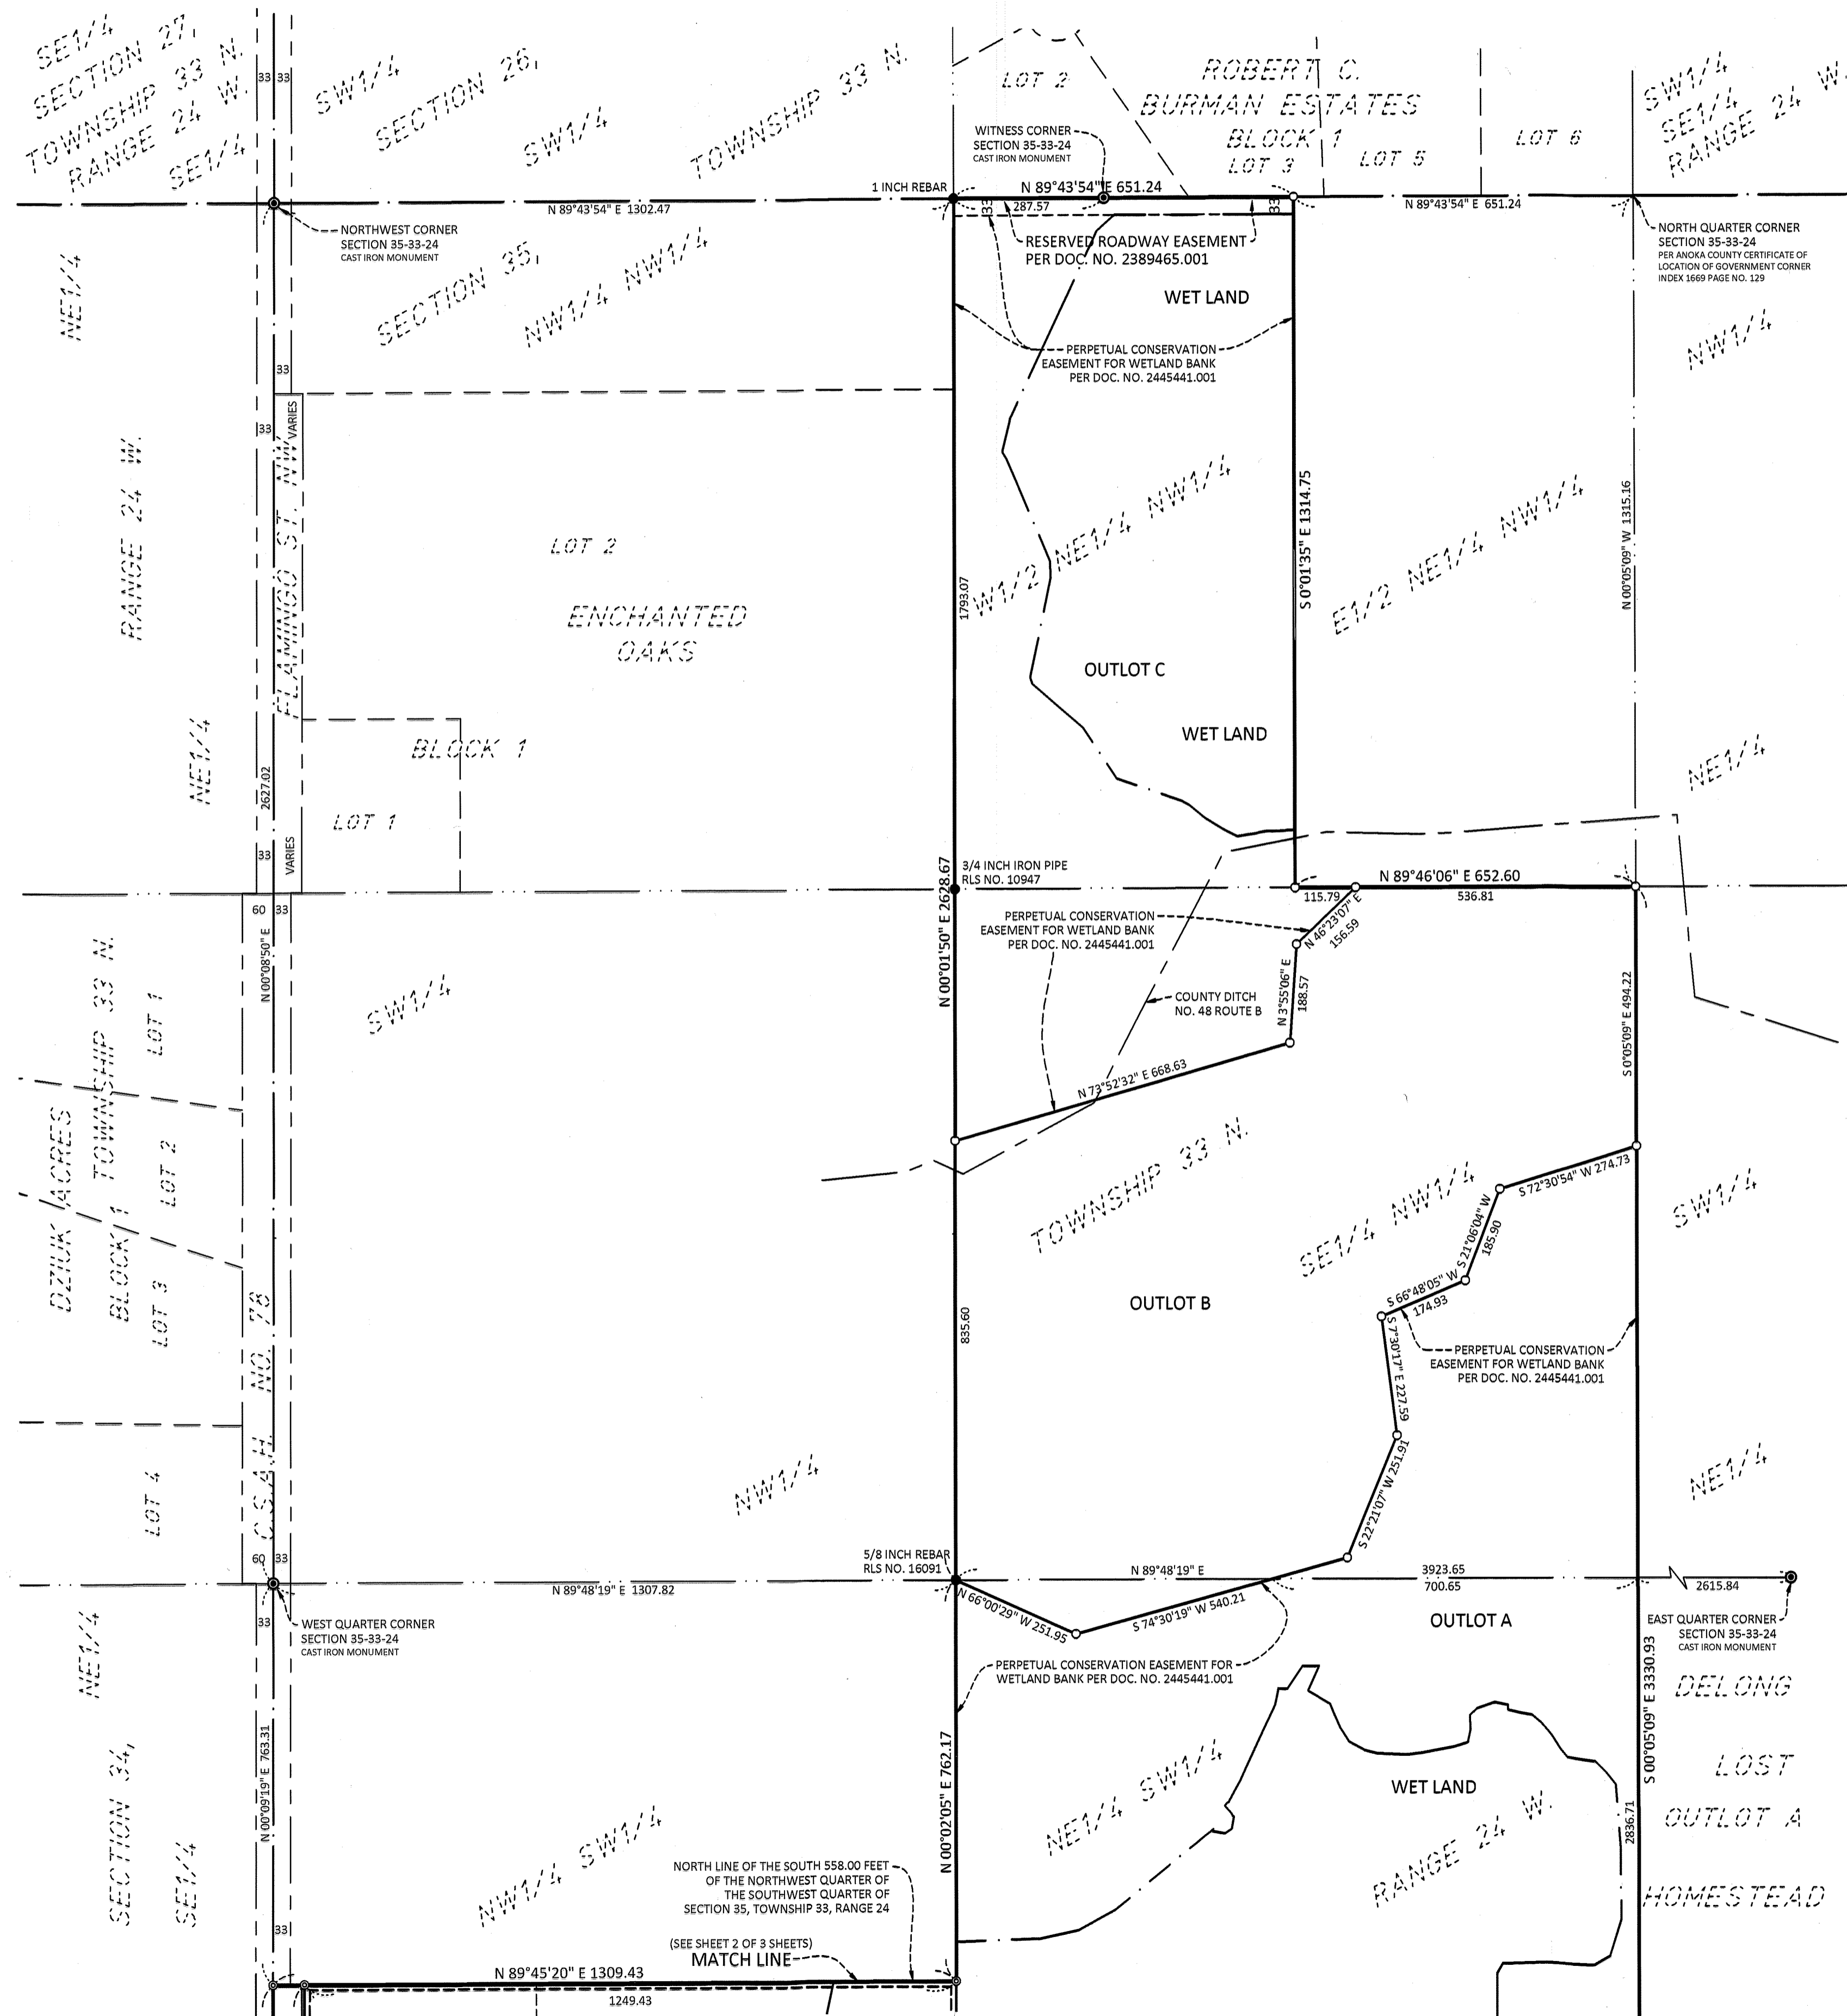 SE1/4
SECTION 27,
TOWNSHIP 33 N.
RANGE 24 W.
SE1/4
33
33
SW1/4
SECTION 26,
SW1/4
TOWNSHIP 33 N.
LOT 2
ROBERT C.
BURMAN ESTATES
BLOCK 1
LOT 3
LOT 5
LOT 6
SW1/4
SE1/4
RANGE 24 W.
WITNESS CORNER
SECTION 35-33-24
CAST IRON MONUMENT
1 INCH REBAR
N 89°43'54" E 651.24
287.57
33
33
N 89°43'54" E 1302.47
N 89°43'54" E 651.24
NORTHWEST CORNER
SECTION 35-33-24
CAST IRON MONUMENT
NORTH QUARTER CORNER
SECTION 35-33-24
PER ANOKA COUNTY CERTIFICATE OF
LOCATION OF GOVERNMENT CORNER
INDEX 1669 PAGE NO. 129
RESERVED ROADWAY EASEMENT
PER DOC. NO. 2389465.001
NE1/4
SECTION 35,
NW1/4 NW1/4
WET LAND
NW1/4
PERPETUAL CONSERVATION
EASEMENT FOR WETLAND BANK
PER DOC. NO. 2445441.001
33
33
VARIES
RANGE 24 W.
FLAMINGO ST. NW
LOT 2
ENCHANTED
OAKS
1793.07
W1/2 NE1/4 NW1/4
S 0°01'35" E 1314.75
E1/2 NE1/4 NW1/4
N 00°05'09" W 1315.16
OUTLOT C
WET LAND
NE1/4
BLOCK 1
LOT 1
2627.02
NE1/4
33
VARIES
N 00°01'50" E 2628.67
3/4 INCH IRON PIPE
RLS NO. 10947
N 89°46'06" E 652.60
115.79
536.81
60
33
PERPETUAL CONSERVATION
EASEMENT FOR WETLAND BANK
PER DOC. NO. 2445441.001
N 46°23'07" E
156.59
N 00°08'50" E
SW1/4
COUNTY DITCH
NO. 48 ROUTE B
N 3°55'06" E
188.57
S 0°05'09" E 494.22
N 73°52'32" E 668.63
DZIUK ACRES
BLOCK 1 TOWNSHIP 33 N.
LOT 1
LOT 2
LOT 3
LOT 4
C.S.A.H. NO. 78
TOWNSHIP 33 N.
SE1/4 NW1/4
S 72°30'54" W 274.73
SW1/4
S 21°06'04" W
185.90
S 66°48'05" W
174.93
OUTLOT B
835.60
S 7°30'17" E 227.59
PERPETUAL CONSERVATION
EASEMENT FOR WETLAND BANK
PER DOC. NO. 2445441.001
NW1/4
S 22°21'07" W 251.91
NE1/4
60
33
5/8 INCH REBAR
RLS NO. 16091
N 89°48'19" E 1307.82
N 89°48'19" E
3923.65
700.65
2615.84
33
WEST QUARTER CORNER
SECTION 35-33-24
CAST IRON MONUMENT
N 66°00'29" W 251.95
S 74°30'19" W 540.21
OUTLOT A
EAST QUARTER CORNER
SECTION 35-33-24
CAST IRON MONUMENT
PERPETUAL CONSERVATION EASEMENT FOR
WETLAND BANK PER DOC. NO. 2445441.001
NE1/4
SECTION 34,
SE1/4
N 00°09'19" E 763.31
N 00°02'05" E 762.17
NE1/4 SW1/4
WET LAND
RANGE 24 W.
S 00°05'09" E 3330.93
2836.71
DELONG
LOST
OUTLOT A
HOMESTEAD
NW1/4 SW1/4
NORTH LINE OF THE SOUTH 558.00 FEET
OF THE NORTHWEST QUARTER OF
THE SOUTHWEST QUARTER OF
SECTION 35, TOWNSHIP 33, RANGE 24
33
(SEE SHEET 2 OF 3 SHEETS)
MATCH LINE
N 89°45'20" E 1309.43
1249.43